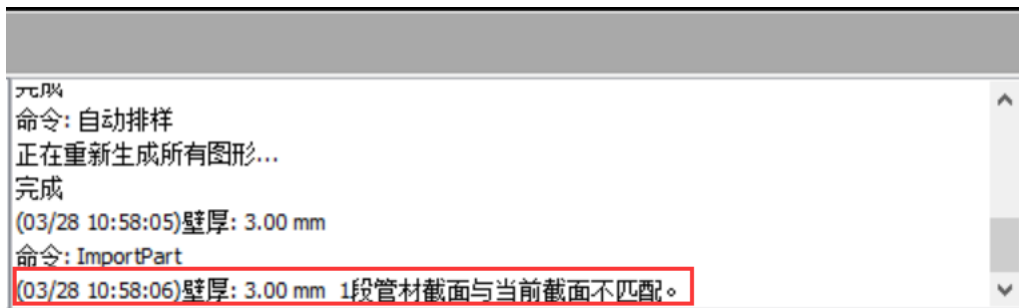 完成
命令: 自动排样
正在重新生成所有图形...
完成
(03/28 10:58:05)壁厚: 3.00 mm
命令: ImportPart
(03/28 10:58:06)壁厚: 3.00 mm 1段管材截面与当前截面不匹配。